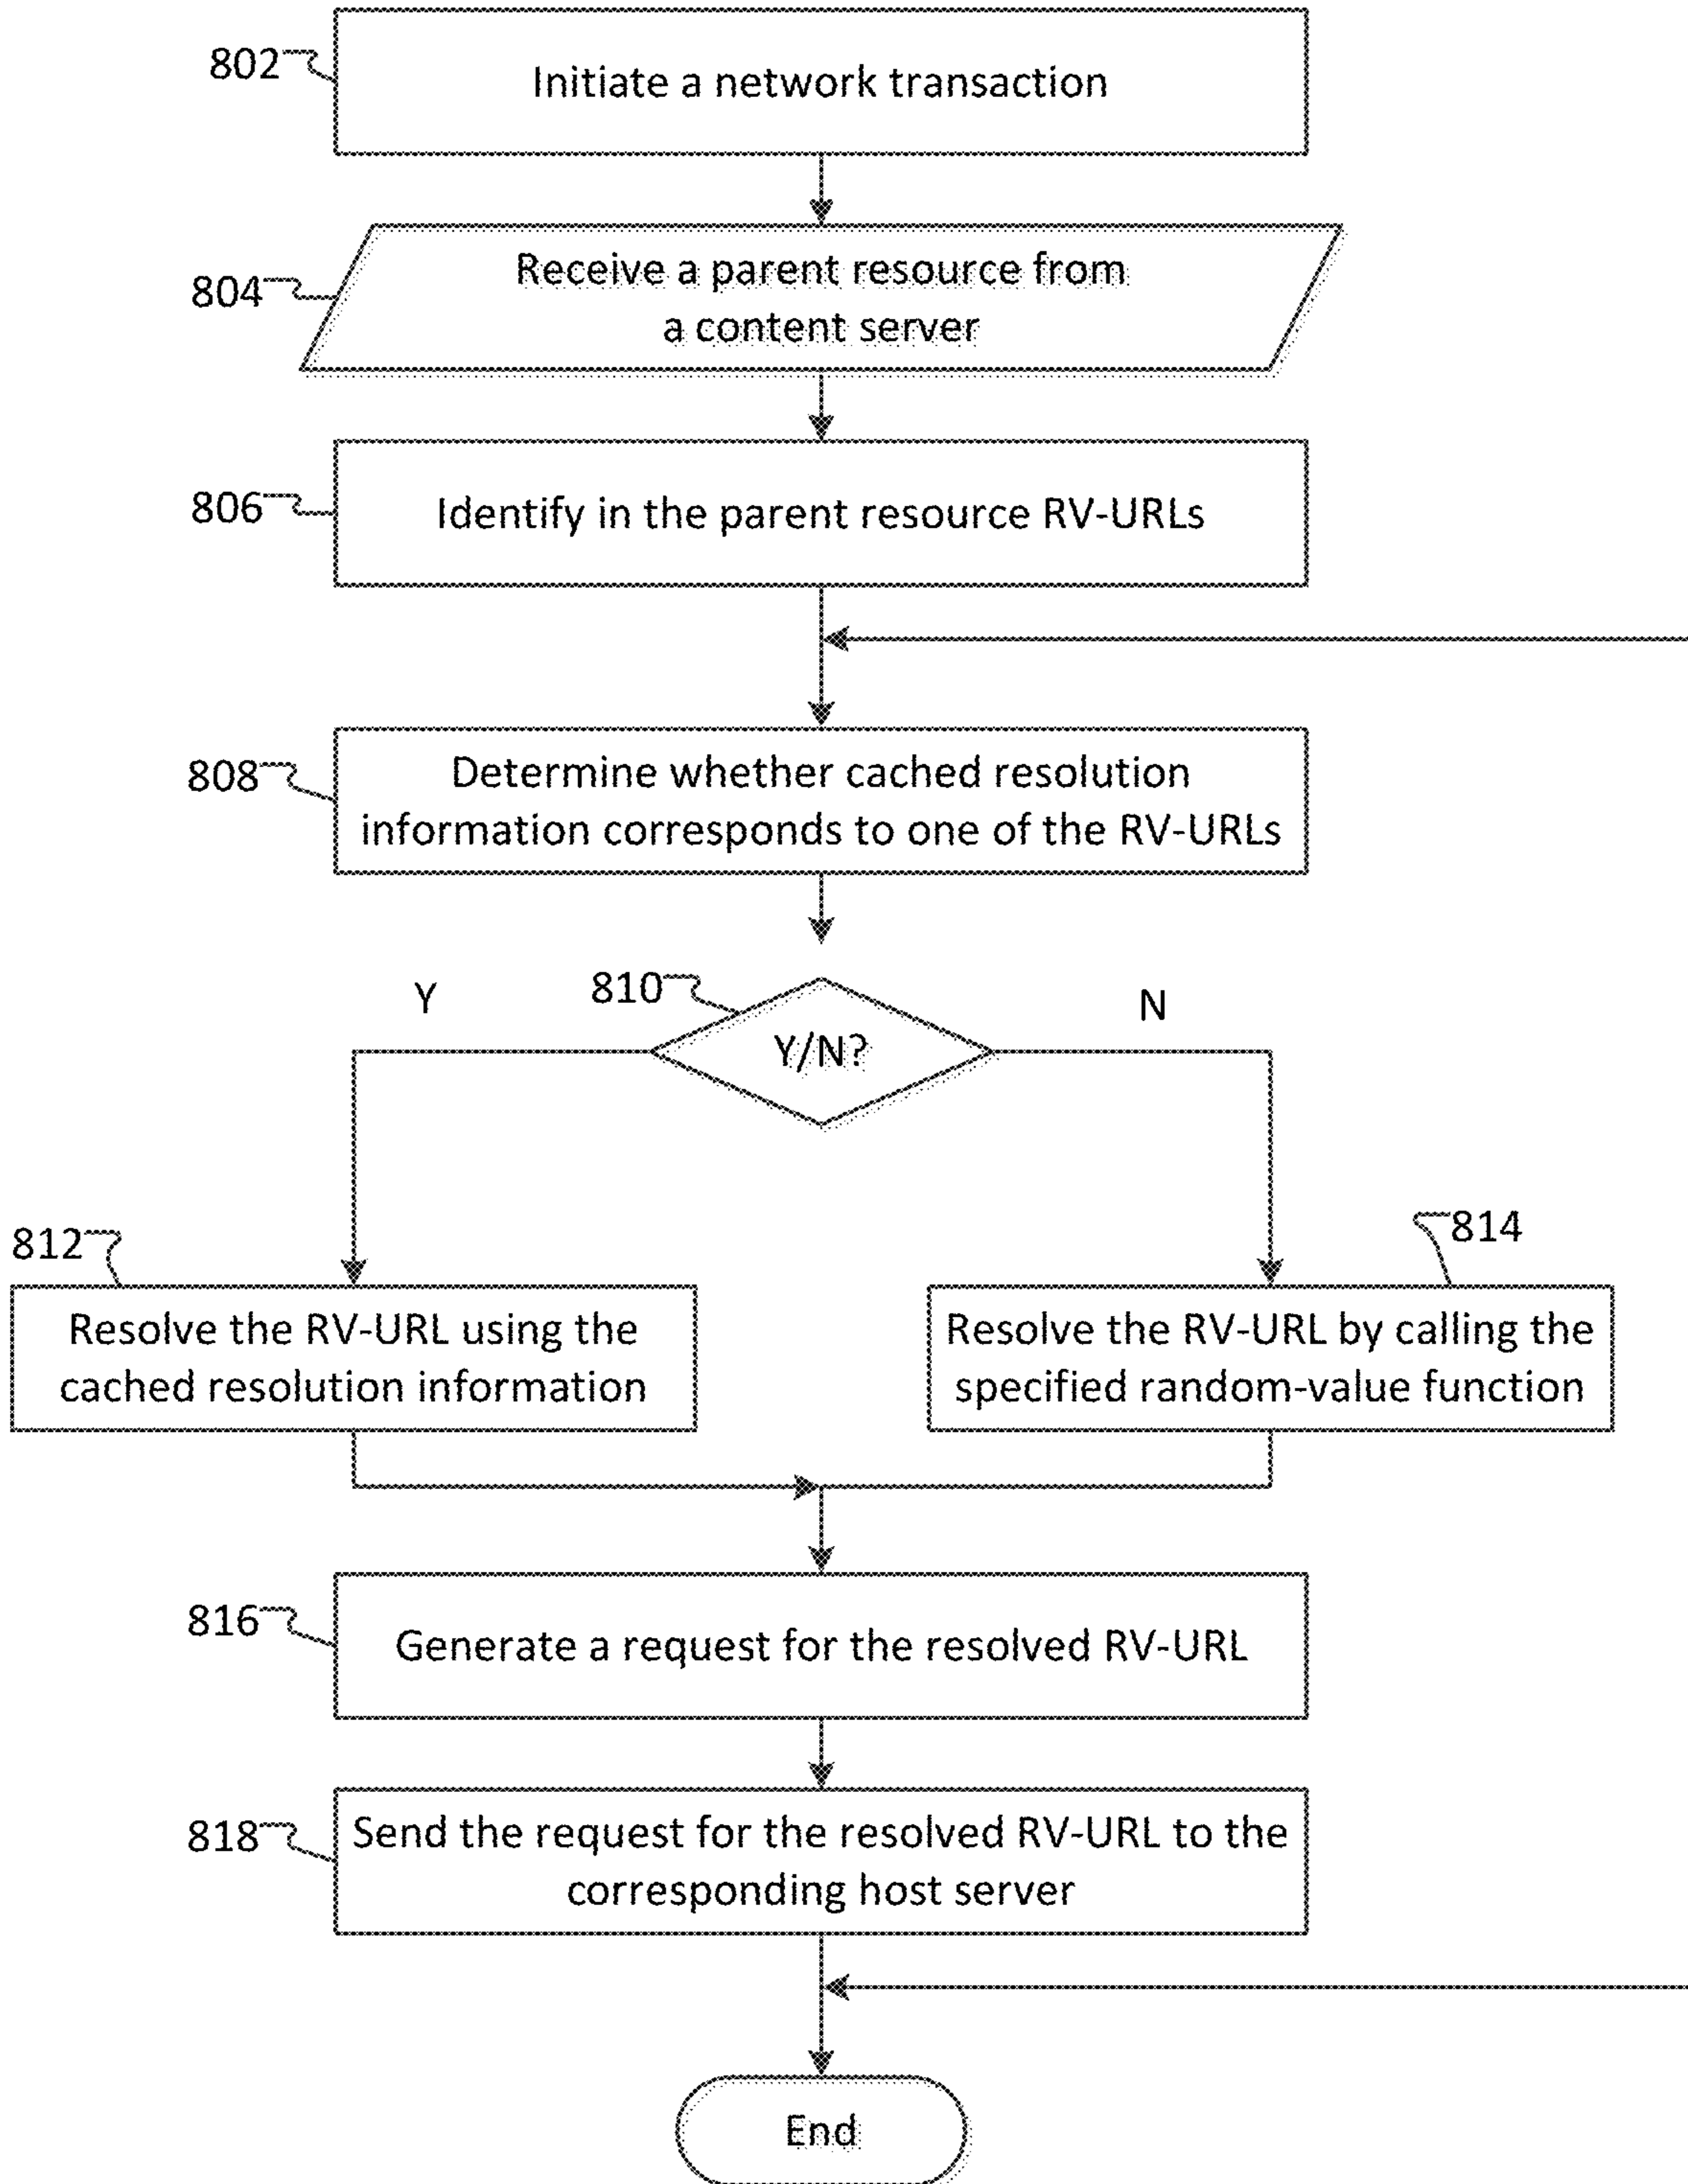 802
Initiate a network transaction
804
Receive a parent resource from
a content server
806
Identify in the parent resource RV-URLs
808
Determine whether cached resolution
information corresponds to one of the RV-URLs
810
Y
N
Y/N?
812
814
Resolve the RV-URL using the
cached resolution information
Resolve the RV-URL by calling the
specified random-value function
816
Generate a request for the resolved RV-URL
818
Send the request for the resolved RV-URL to the
corresponding host server
End